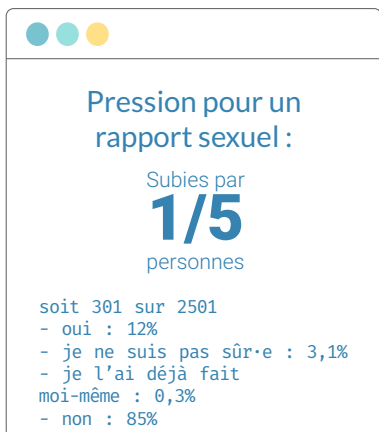 Pression pour un
rapport sexuel :
Subies par
1/5
personnes
soit 301 sur 2501
- oui : 12%
- je ne suis pas sûr·e : 3,1%
- je l’ai déjà fait
moi-même : 0,3%
- non : 85%